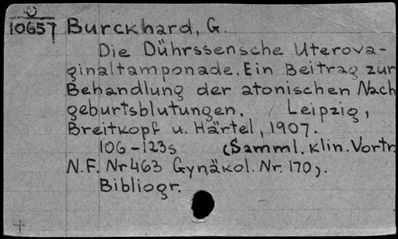 10657 Burckhard, G.
Die Dührssensche Uterova-
ginaltamponade. Ein Beitrag zur
Behandlung der atonischen Nach
geburtsblutungen. Leipzig,
Breitkopf u. Härtel, 1907.
106-123s (Samml. klin. Vortr.
N.F. Nr 463 Gynäkol. Nr. 170).
Bibliogr.